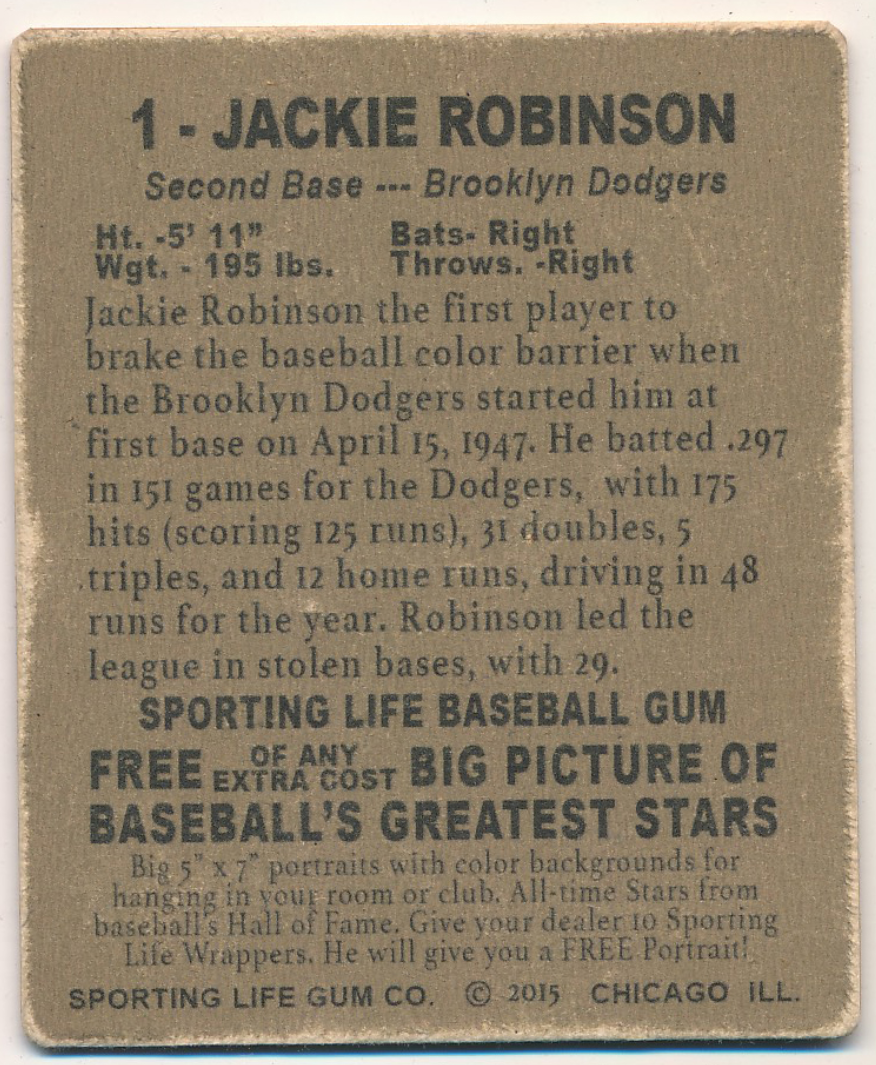 1 - JACKIE ROBINSON
Second Base --- Brooklyn Dodgers
Ht. -5' 11" Bats- Right
Wgt. - 195 lbs. Throws. -Right
Jackie Robinson the first player to
brake the baseball color barrier when
the Brooklyn Dodgers started him at
first base on April 15, 1947. He batted .297
in 151 games for the Dodgers, with 175
hits (scoring 125 runs), 31 doubles, 5
triples, and 12 home runs, driving in 48
runs for the year. Robinson led the
league in stolen bases, with 29.
SPORTING LIFE BASEBALL GUM
FREE OF ANY EXTRA COST BIG PICTURE OF
BASEBALL'S GREATEST STARS
Big 5" x 7" portraits with color backgrounds for
hanging in your room or club. All-time Stars from
baseball's Hall of Fame. Give your dealer 10 Sporting
Life Wrappers. He will give you a FREE Portrait!
SPORTING LIFE GUM CO. © 2015 CHICAGO ILL.